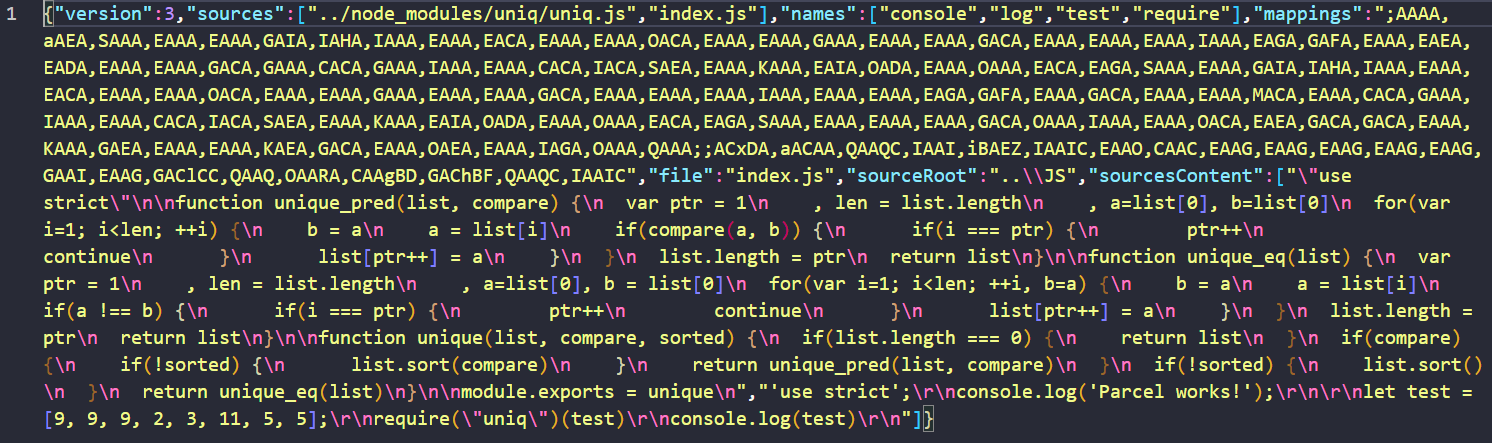 1 {"version":3,"sources":["../node_modules/uniq/uniq.js","index.js"],"names":["console","log","test","require"],"mappings":";AAAA,
aAEA,SAAA,EAAA,EAAA,GAIA,IAHA,IAAA,EAAA,EACA,EAAA,EAAA,OACA,EAAA,EAAA,GAAA,EAAA,EAAA,GACA,EAAA,EAAA,EAAA,IAAA,EAGA,GAFA,EAAA,EAEA,
EADA,EAAA,EAAA,GACA,GAAA,CACA,GAAA,IAAA,EAAA,CACA,IACA,SAEA,EAAA,KAAA,EAIA,OADA,EAAA,OAAA,EACA,EAGA,SAAA,EAAA,GAIA,IAHA,IAAA,EAAA,
EACA,EAAA,EAAA,OACA,EAAA,EAAA,GAAA,EAAA,EAAA,GACA,EAAA,EAAA,EAAA,IAAA,EAAA,EAAA,EAGA,GAFA,EAAA,GACA,EAAA,EAAA,MACA,EAAA,CACA,GAAA,
IAAA,EAAA,CACA,IACA,SAEA,EAAA,KAAA,EAIA,OADA,EAAA,OAAA,EACA,EAGA,SAAA,EAAA,EAAA,EAAA,GACA,OAAA,IAAA,EAAA,OACA,EAEA,GACA,GACA,EAAA,
KAAA,GAEA,EAAA,EAAA,KAEA,GACA,EAAA,OAEA,EAAA,IAGA,OAAA,QAAA;;ACxDA,aACAA,QAAQC,IAAI,iBAEZ,IAAIC,EAAO,CAAC,EAAG,EAAG,EAAG,EAAG,EAAG,
GAAI,EAAG,GAClCC,QAAQ,OAARA,CAAgBD,GAChBF,QAAQC,IAAIC","file":"index.js","sourceRoot":"..\\JS","sourcesContent":["\"use
strict\"\n\nfunction unique_pred(list, compare) {\n  var ptr = 1\n    , len = list.length\n    , a=list[0], b=list[0]\n  for(var
i=1; i<len; ++i) {\n    b = a\n    a = list[i]\n    if(compare(a, b)) {\n      if(i === ptr) {\n        ptr++\n
continue\n      }\n      list[ptr++] = a\n    }\n  }\n  list.length = ptr\n  return list\n}\n\nfunction unique_eq(list) {\n  var
ptr = 1\n    , len = list.length\n    , a=list[0], b = list[0]\n  for(var i=1; i<len; ++i, b=a) {\n    b = a\n    a = list[i]\n
if(a !== b) {\n      if(i === ptr) {\n        ptr++\n        continue\n      }\n      list[ptr++] = a\n    }\n  }\n  list.length =
ptr\n  return list\n}\n\nfunction unique(list, compare, sorted) {\n  if(list.length === 0) {\n    return list\n  }\n  if(compare)
{\n    if(!sorted) {\n      list.sort(compare)\n    }\n    return unique_pred(list, compare)\n  }\n  if(!sorted) {\n    list.sort()
\n  }\n  return unique_eq(list)\n}\n\nmodule.exports = unique\n","'use strict';\r\nconsole.log('Parcel works!');\r\n\r\nlet test =
[9, 9, 9, 2, 3, 11, 5, 5];\r\nrequire(\"uniq\")(test)\r\nconsole.log(test)\r\n"]}